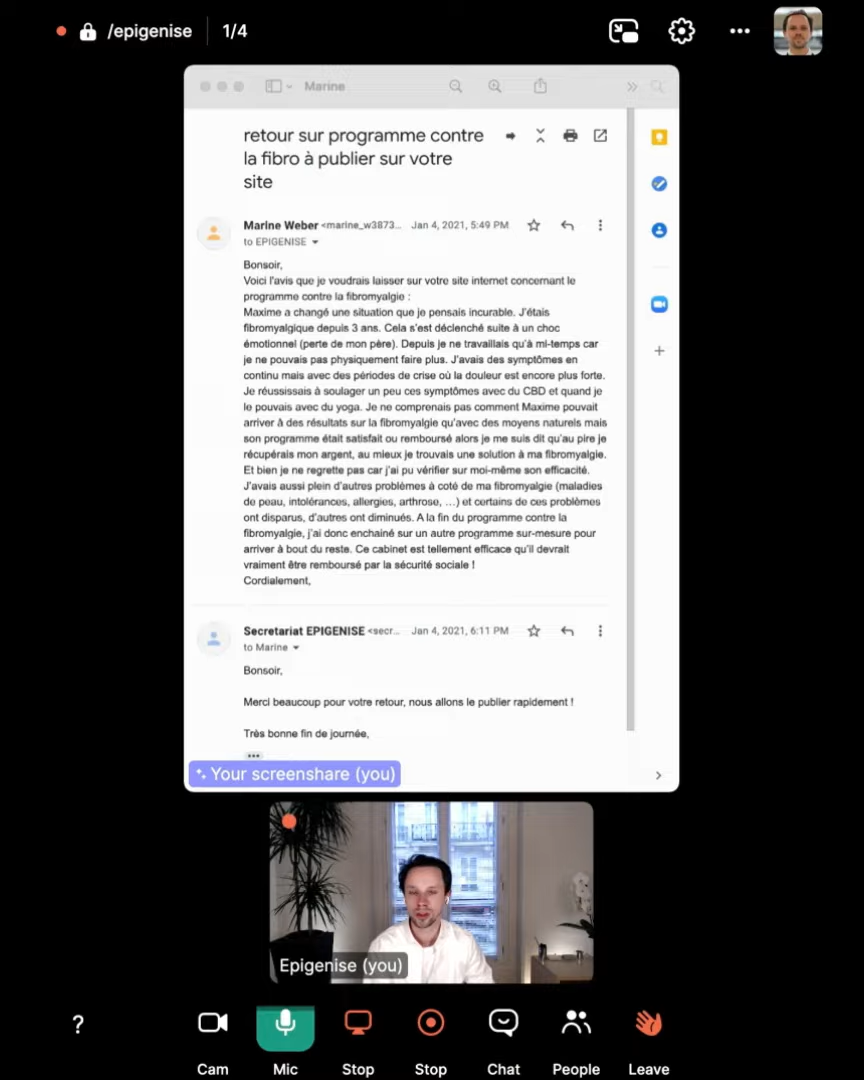 /epigenise
1/4
Marine
retour sur programme contre
la fibro à publier sur votre
site
Marine Weber <marine_w3873... Jan 4, 2021, 5:49 PM
to EPIGENISE
Bonsoir,
Voici l'avis que je voudrais laisser sur votre site internet concernant le
programme contre la fibromyalgie :
Maxime a changé une situation que je pensais incurable. J'étais
fibromyalgique depuis 3 ans. Cela s'est déclenché suite à un choc
émotionnel (perte de mon père). Depuis je ne travaillais qu'à mi-temps car
je ne pouvais pas physiquement faire plus. J'avais des symptômes en
continu mais avec des périodes de crise où la douleur est encore plus forte.
Je réussissais à soulager un peu ces symptômes avec du CBD et quand je
le pouvais avec du yoga. Je ne comprenais pas comment Maxime pouvait
arriver à des résultats sur la fibromyalgie qu'avec des moyens naturels mais
son programme était satisfait ou remboursé alors je me suis dit qu'au pire je
récupérais mon argent, au mieux je trouvais une solution à ma fibromyalgie.
Et bien je ne regrette pas car j'ai pu vérifier sur moi-même son efficacité.
J'avais aussi plein d'autres problèmes à coté de ma fibromyalgie (maladies
de peau, intolérances, allergies, arthrose, ...) et certains de ces problèmes
ont disparus, d'autres ont diminués. A la fin du programme contre la
fibromyalgie, j'ai donc enchainé sur un autre programme sur-mesure pour
arriver à bout du reste. Ce cabinet est tellement efficace qu'il devrait
vraiment être remboursé par la sécurité sociale !
Cordialement,
Secretariat EPIGENISE <secr... Jan 4, 2021, 6:11 PM
to Marine
Bonsoir,
Merci beaucoup pour votre retour, nous allons le publier rapidement !
Très bonne fin de journée,
Your screenshare (you)
Epigenise (you)
?
Cam Mic Stop Stop Chat People Leave